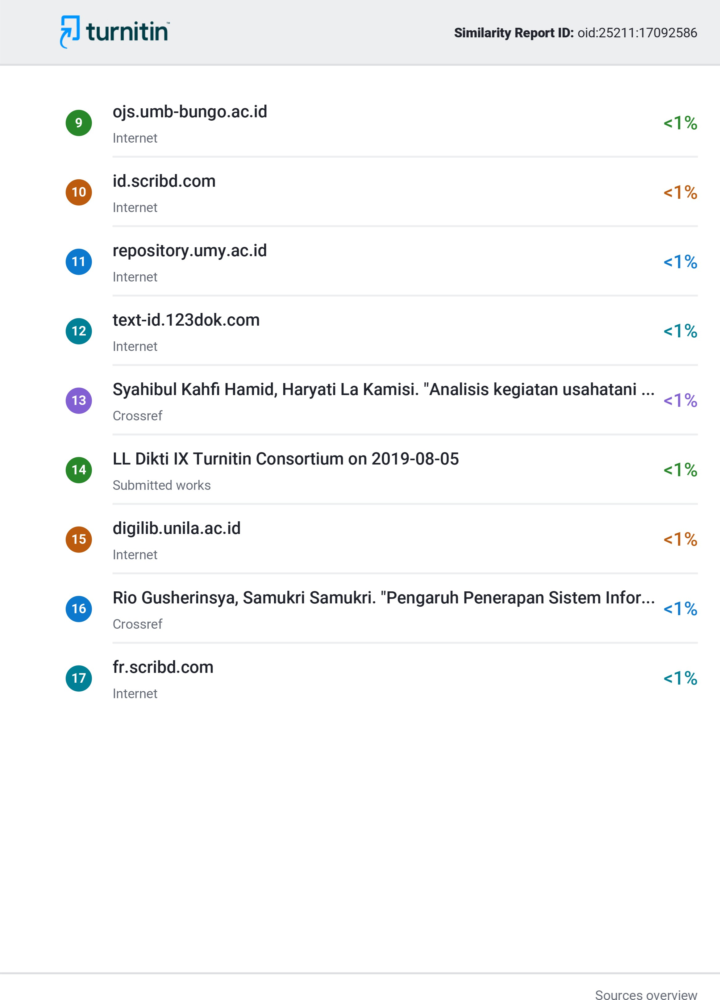 turnitin™
Similarity Report ID: oid:25211:17092586
9
ojs.umb-bungo.ac.id
<1%
Internet
10
id.scribd.com
<1%
Internet
11
repository.umy.ac.id
<1%
Internet
12
text-id.123dok.com
<1%
Internet
13
Syahibul Kahfi Hamid, Haryati La Kamisi. "Analisis kegiatan usahatani ...
<1%
Crossref
14
LL Dikti IX Turnitin Consortium on 2019-08-05
<1%
Submitted works
15
digilib.unila.ac.id
<1%
Internet
16
Rio Gusherinsya, Samukri Samukri. "Pengaruh Penerapan Sistem Infor...
<1%
Crossref
17
fr.scribd.com
<1%
Internet
Sources overview